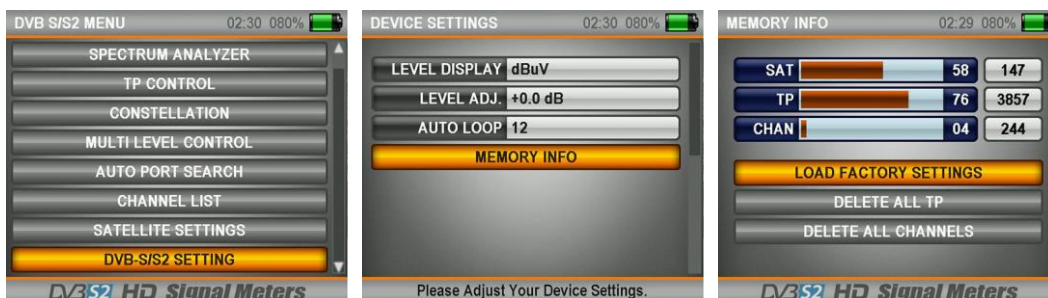 DVB S/S2 MENU 02:30 080%
SPECTRUM ANALYZER
TP CONTROL
CONSTELLATION
MULTI LEVEL CONTROL
AUTO PORT SEARCH
CHANNEL LIST
SATELLITE SETTINGS
DVB-S/S2 SETTING
DVB S2 HD Signal Meters
DEVICE SETTINGS 02:30 080%
LEVEL DISPLAY dBuV
LEVEL ADJ. +0.0 dB
AUTO LOOP 12
MEMORY INFO
Please Adjust Your Device Settings.
MEMORY INFO 02:29 080%
SAT 58 147
TP 76 3857
CHAN 04 244
LOAD FACTORY SETTINGS
DELETE ALL TP
DELETE ALL CHANNELS
DVB S2 HD Signal Meters